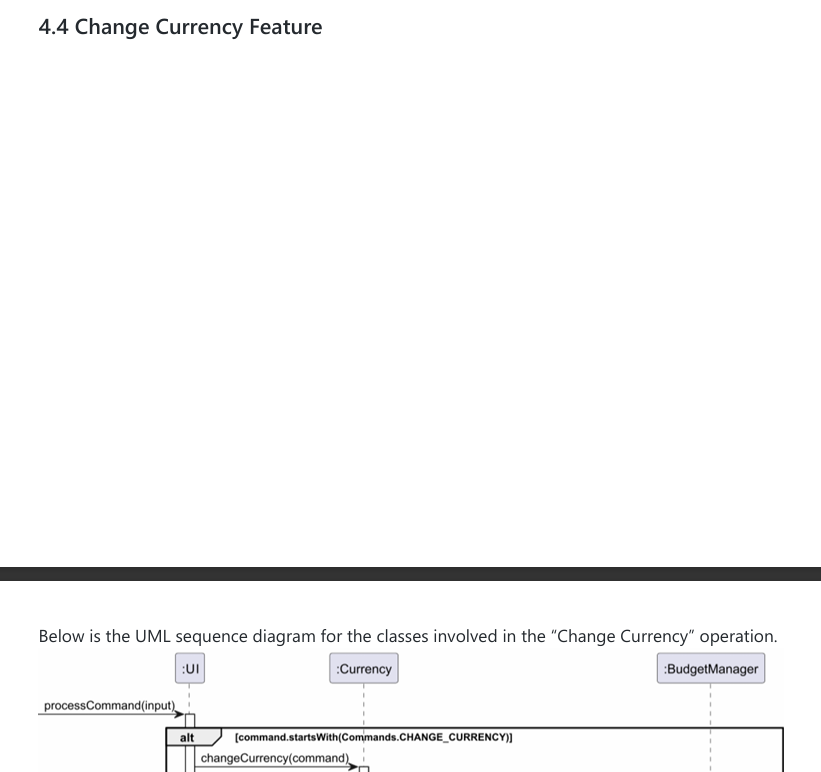 4.4 Change Currency Feature
Below is the UML sequence diagram for the classes involved in the “Change Currency” operation.
:UI
:Currency
:BudgetManager
processCommand(input)
alt
[command.startsWith(Commands.CHANGE_CURRENCY)]
changeCurrency(command)